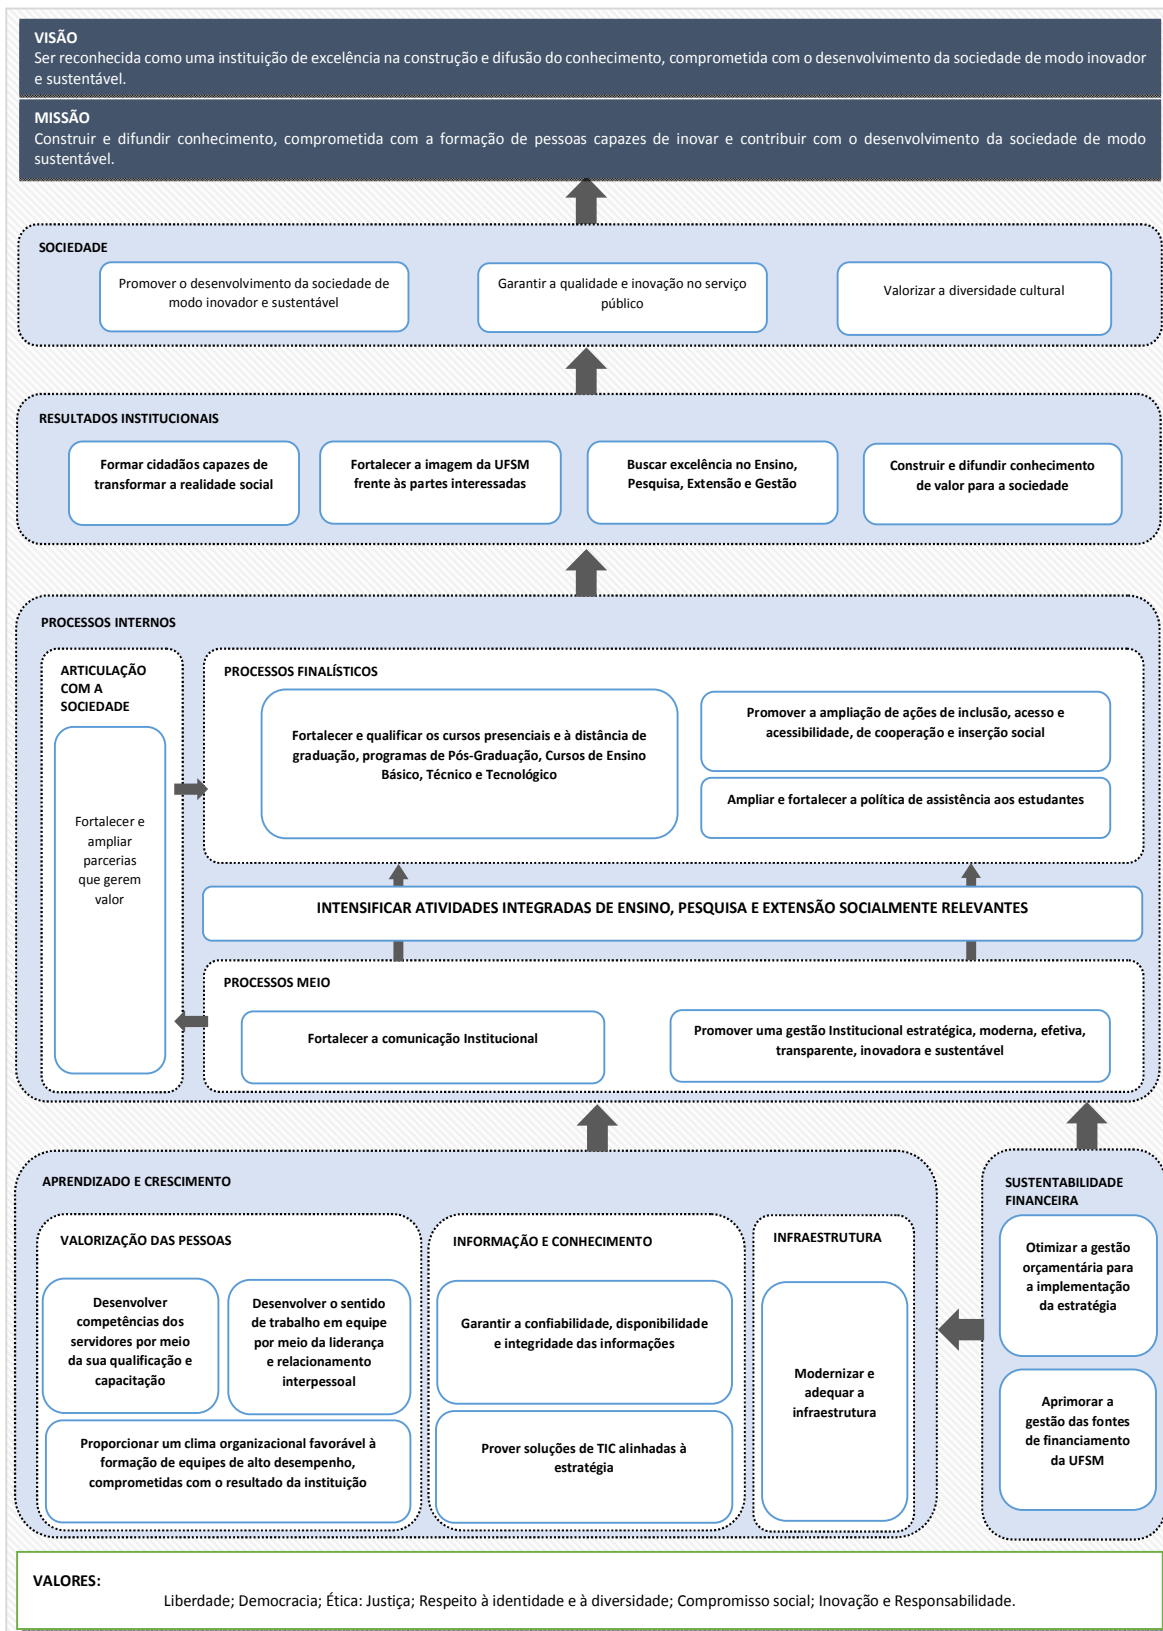 VISÃO
Ser reconhecida como uma instituição de excelência na construção e difusão do conhecimento, comprometida com o desenvolvimento da sociedade de modo inovador
e sustentável.
MISSÃO
Construir e difundir conhecimento, comprometida com a formação de pessoas capazes de inovar e contribuir com o desenvolvimento da sociedade de modo
sustentável.
SOCIEDADE
Promover o desenvolvimento da sociedade de
modo inovador e sustentável
Garantir a qualidade e inovação no serviço
público
Valorizar a diversidade cultural
RESULTADOS INSTITUCIONAIS
Formar cidadãos capazes de
transformar a realidade social
Fortalecer a imagem da UFSM
frente às partes interessadas
Buscar excelência no Ensino,
Pesquisa, Extensão e Gestão
Construir e difundir conhecimento
de valor para a sociedade
PROCESSOS INTERNOS
ARTICULAÇÃO
COM A
SOCIEDADE
Fortalecer e
ampliar
parcerias
que gerem
valor
PROCESSOS FINALÍSTICOS
Fortalecer e qualificar os cursos presenciais e à distância de
graduação, programas de Pós-Graduação, Cursos de Ensino
Básico, Técnico e Tecnológico
Promover a ampliação de ações de inclusão, acesso e
acessibilidade, de cooperação e inserção social
Ampliar e fortalecer a política de assistência aos estudantes
INTENSIFICAR ATIVIDADES INTEGRADAS DE ENSINO, PESQUISA E EXTENSÃO SOCIALMENTE RELEVANTES
PROCESSOS MEIO
Fortalecer a comunicação Institucional
Promover uma gestão Institucional estratégica, moderna, efetiva,
transparente, inovadora e sustentável
APRENDIZADO E CRESCIMENTO
VALORIZAÇÃO DAS PESSOAS
Desenvolver
competências dos
servidores por meio
da sua qualificação e
capacitação
Desenvolver o sentido
de trabalho em equipe
por meio da liderança
e relacionamento
interpessoal
Proporcionar um clima organizacional favorável à
formação de equipes de alto desempenho,
comprometidas com o resultado da instituição
INFORMAÇÃO E CONHECIMENTO
Garantir a confiabilidade, disponibilidade
e integridade das informações
Prover soluções de TIC alinhadas à
estratégia
INFRAESTRUTURA
Modernizar e
adequar a
infraestrutura
SUSTENTABILIDADE
FINANCEIRA
Otimizar a gestão
orçamentária para
a implementação
da estratégia
Aprimorar a
gestão das fontes
de financiamento
da UFSM
VALORES:
Liberdade; Democracia; Ética: Justiça; Respeito à identidade e à diversidade; Compromisso social; Inovação e Responsabilidade.